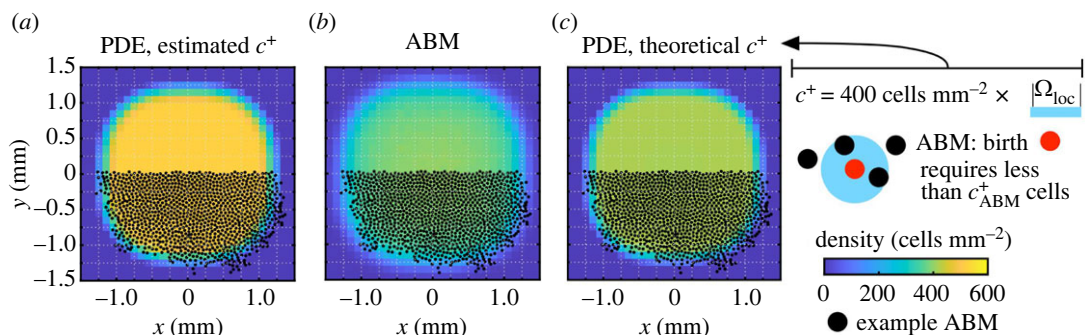 (a) (b) (c)
PDE, estimated c⁺ ABM PDE, theoretical c⁺
1.5
1.0
0.5
0
−0.5
−1.0
−1.5
y (mm)
−1.0 0 1.0
x (mm)
−1.0 0 1.0
x (mm)
−1.0 0 1.0
x (mm)
c⁺ = 400 cells mm⁻² × |Ω_loc|
ABM: birth
requires less
than c⁺_ABM cells
density (cells mm⁻²)
0 200 400 600
example ABM